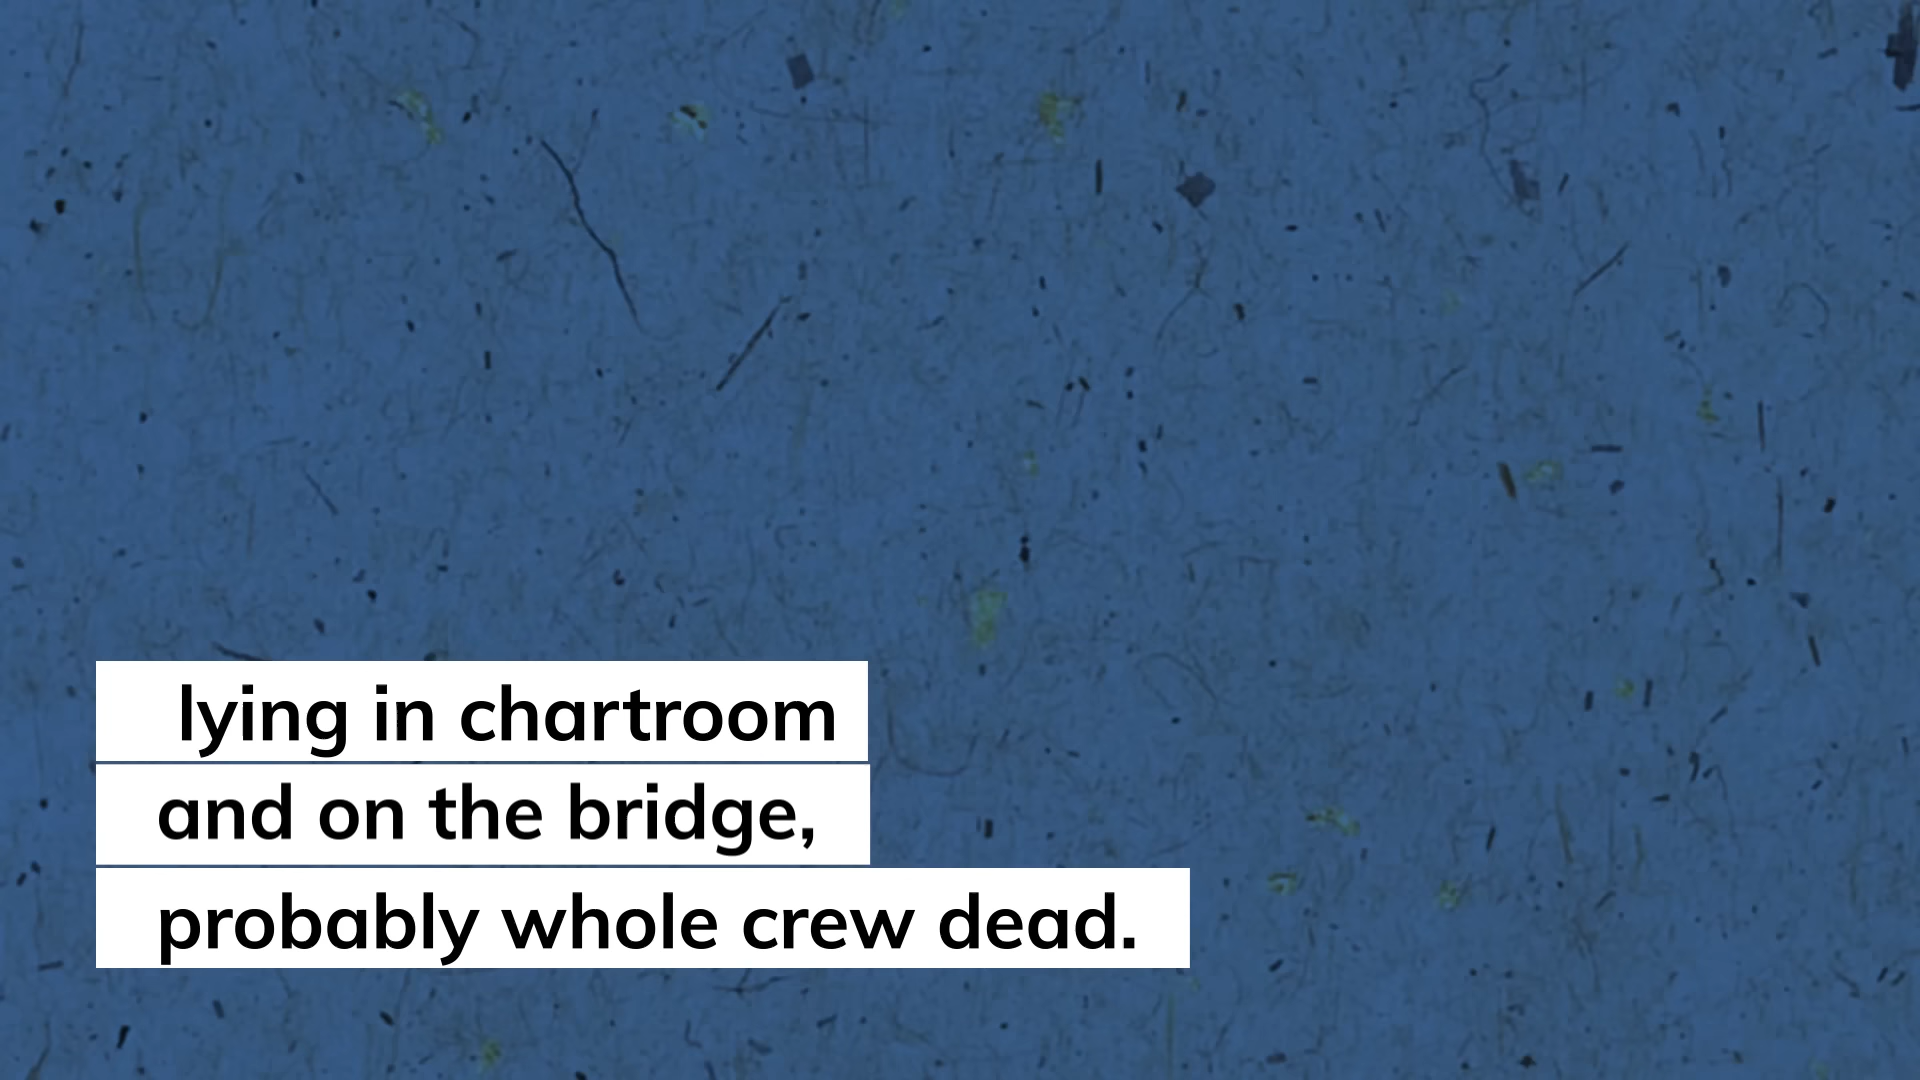 lying in chartroom
and on the bridge,
probably whole crew dead.